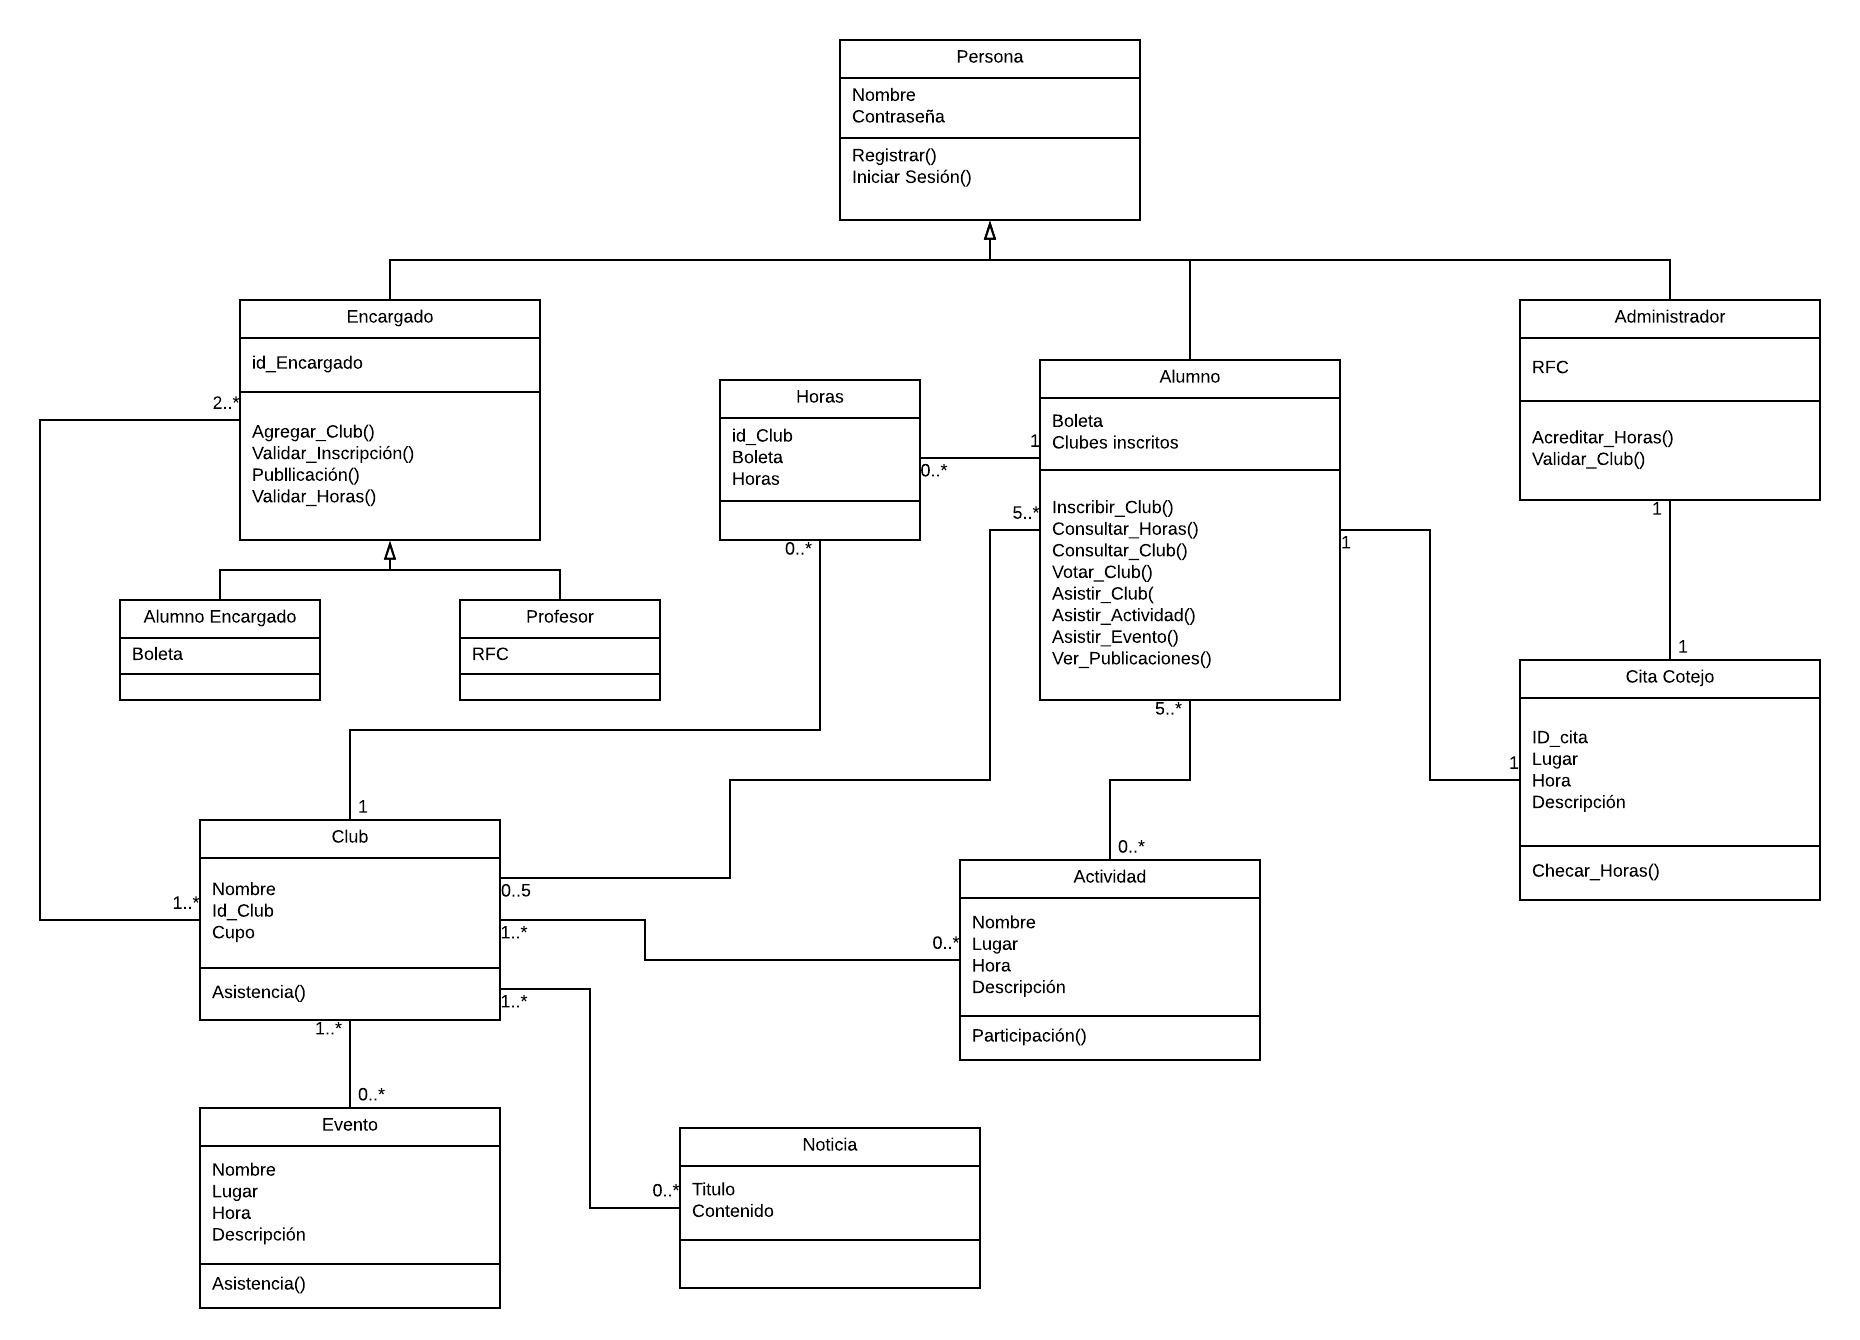 Persona
Nombre
Contraseña
Registrar()
Iniciar Sesión()
Encargado
id_Encargado
Agregar_Club()
Validar_Inscripción()
Publlicación()
Validar_Horas()
2..*
Horas
id_Club
Boleta
Horas
0..*
0..*
1
Alumno
Boleta
Clubes inscritos
Inscribir_Club()
Consultar_Horas()
Consultar_Club()
Votar_Club()
Asistir_Club(
Asistir_Actividad()
Asistir_Evento()
Ver_Publicaciones()
5..*
1
5..*
Administrador
RFC
Acreditar_Horas()
Validar_Club()
1
Alumno Encargado
Boleta
Profesor
RFC
1
Cita Cotejo
ID_cita
Lugar
Hora
Descripción
Checar_Horas()
1
1
Club
Nombre
Id_Club
Cupo
Asistencia()
1..*
0..5
1..*
1..*
1..*
0..*
Actividad
Nombre
Lugar
Hora
Descripción
Participación()
0..*
0..*
Evento
Nombre
Lugar
Hora
Descripción
Asistencia()
Noticia
Titulo
Contenido
0..*